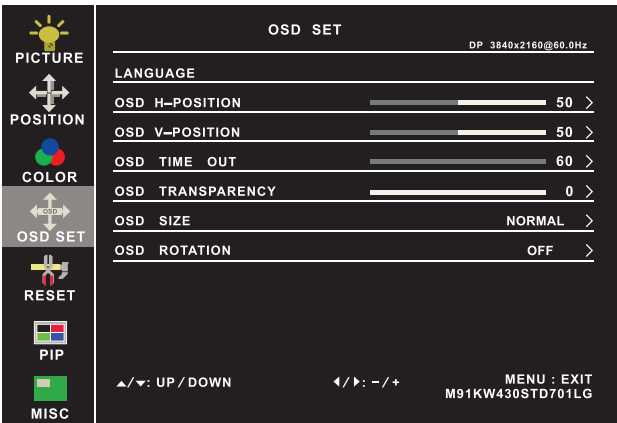 OSD SET
DP 3840x2160@60.0Hz
PICTURE
POSITION
COLOR
OSD
OSD SET
RESET
PIP
MISC
LANGUAGE
OSD H-POSITION 50 >
OSD V-POSITION 50 >
OSD TIME OUT 60 >
OSD TRANSPARENCY 0 >
OSD SIZE NORMAL >
OSD ROTATION OFF >
▲/▼: UP / DOWN ◀/▶: - / + MENU : EXIT
M91KW430STD701LG